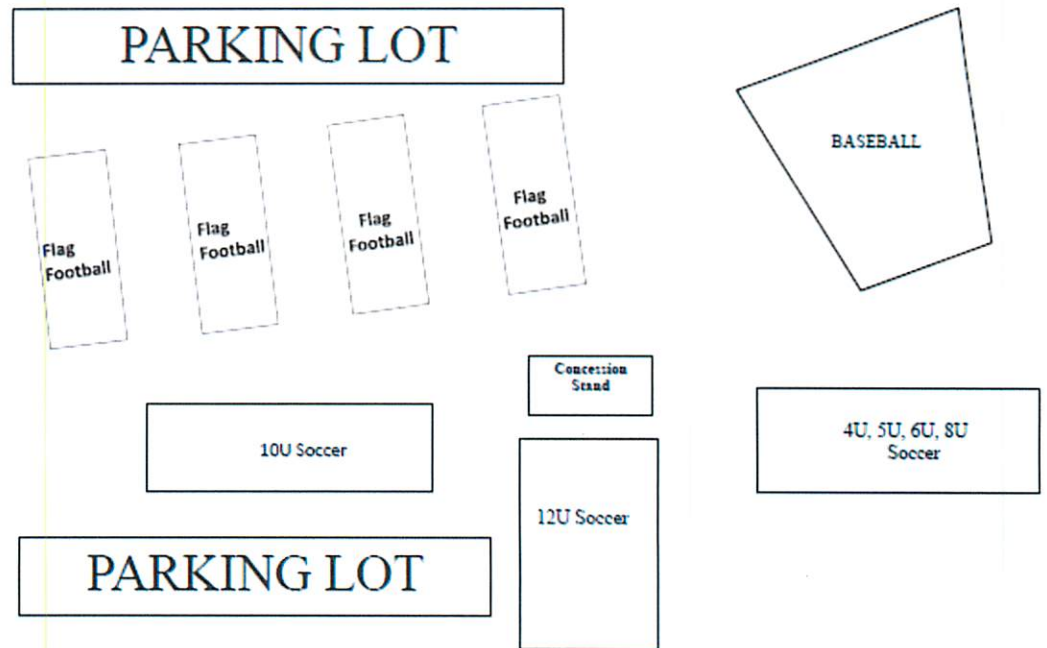 PARKING LOT
BASEBALL
Flag
Football
Flag
Football
Flag
Football
Flag
Football
Concession
Stand
10U Soccer
4U, 5U, 6U, 8U
Soccer
12U Soccer
PARKING LOT